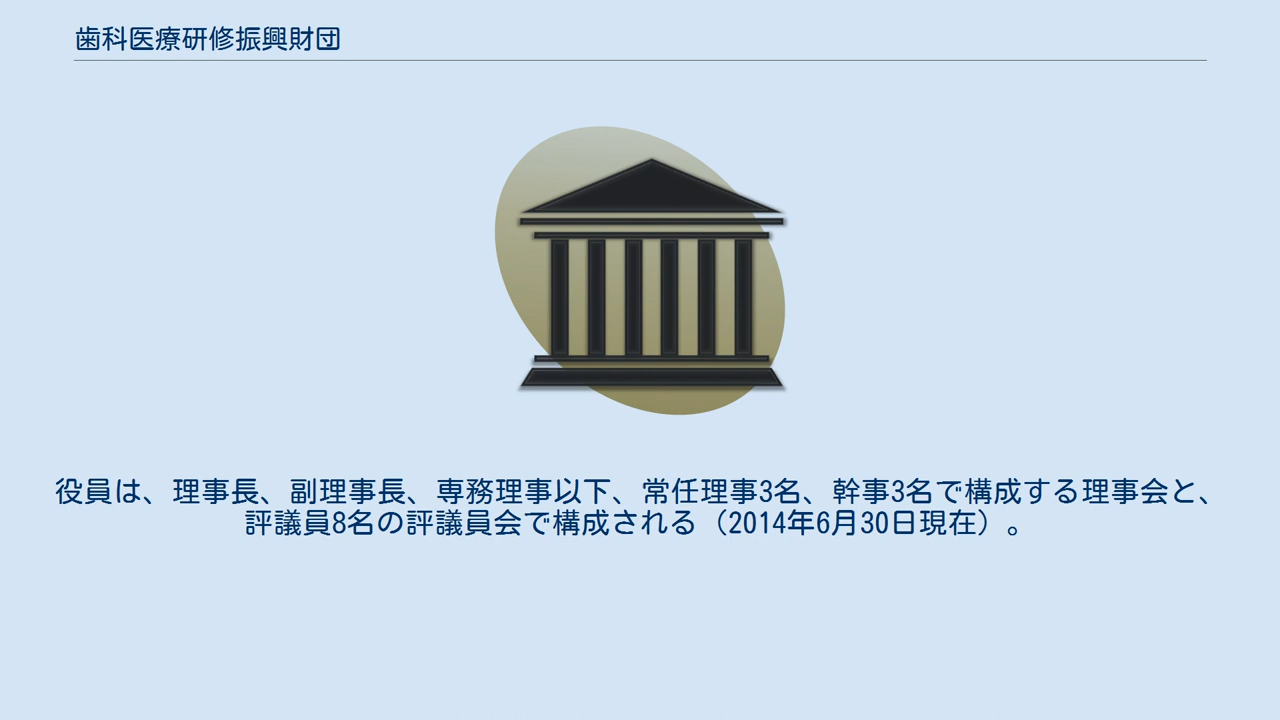 歯科医療研修振興財団
役員は、理事長、副理事長、専務理事以下、常任理事3名、幹事3名で構成する理事会と、
評議員8名の評議員会で構成される（2014年6月30日現在）。